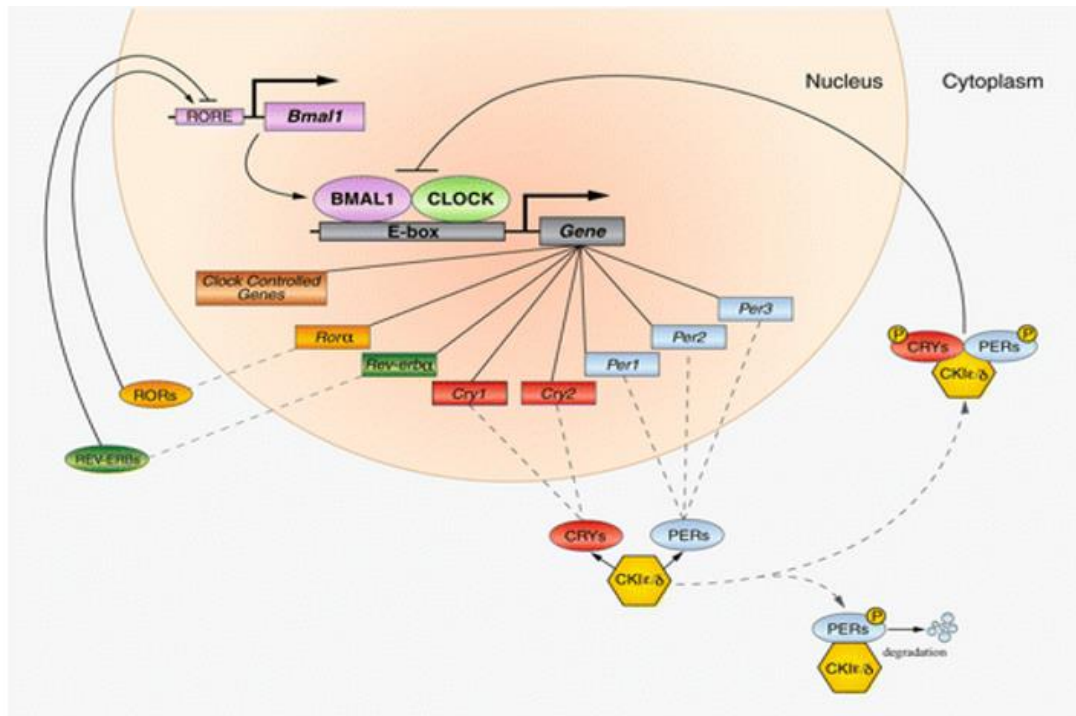 Nucleus
Cytoplasm
RORE
Bmal1
BMAL1
CLOCK
E-box
Gene
Clock Controlled
Genes
Rorα
Rev-erbα
Cry1
Cry2
Per1
Per2
Per3
RORs
REV-ERBs
P
CRYs
PERs
P
CKIε/δ
CRYs
PERs
CKIε/δ
P
PERs
degradation
CKIε/δ